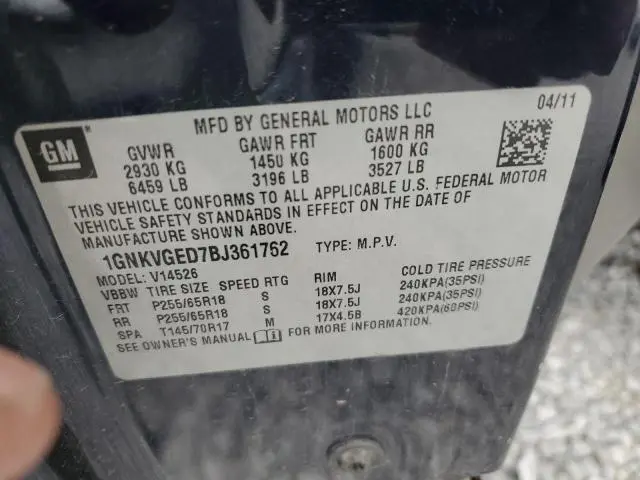 GM
MFD BY GENERAL MOTORS LLC 04/11
GVWR GAWR FRT GAWR RR
2930 KG 1450 KG 1600 KG
6459 LB 3196 LB 3527 LB
THIS VEHICLE CONFORMS TO ALL APPLICABLE U.S. FEDERAL MOTOR
VEHICLE SAFETY STANDARDS IN EFFECT ON THE DATE OF
MANUFACTURE SHOWN ABOVE.
1GNKVGED7BJ361762 TYPE: M.P.V.
MODEL: V14526
VBBW TIRE SIZE SPEED RTG RIM COLD TIRE PRESSURE
FRT P255/65R18 S 18X7.5J 240KPA(35PSI)
RR P255/65R18 S 18X7.5J 240KPA(35PSI)
SPA T145/70R17 M 17X4.5B 420KPA(60PSI)
SEE OWNER'S MANUAL FOR MORE INFORMATION.